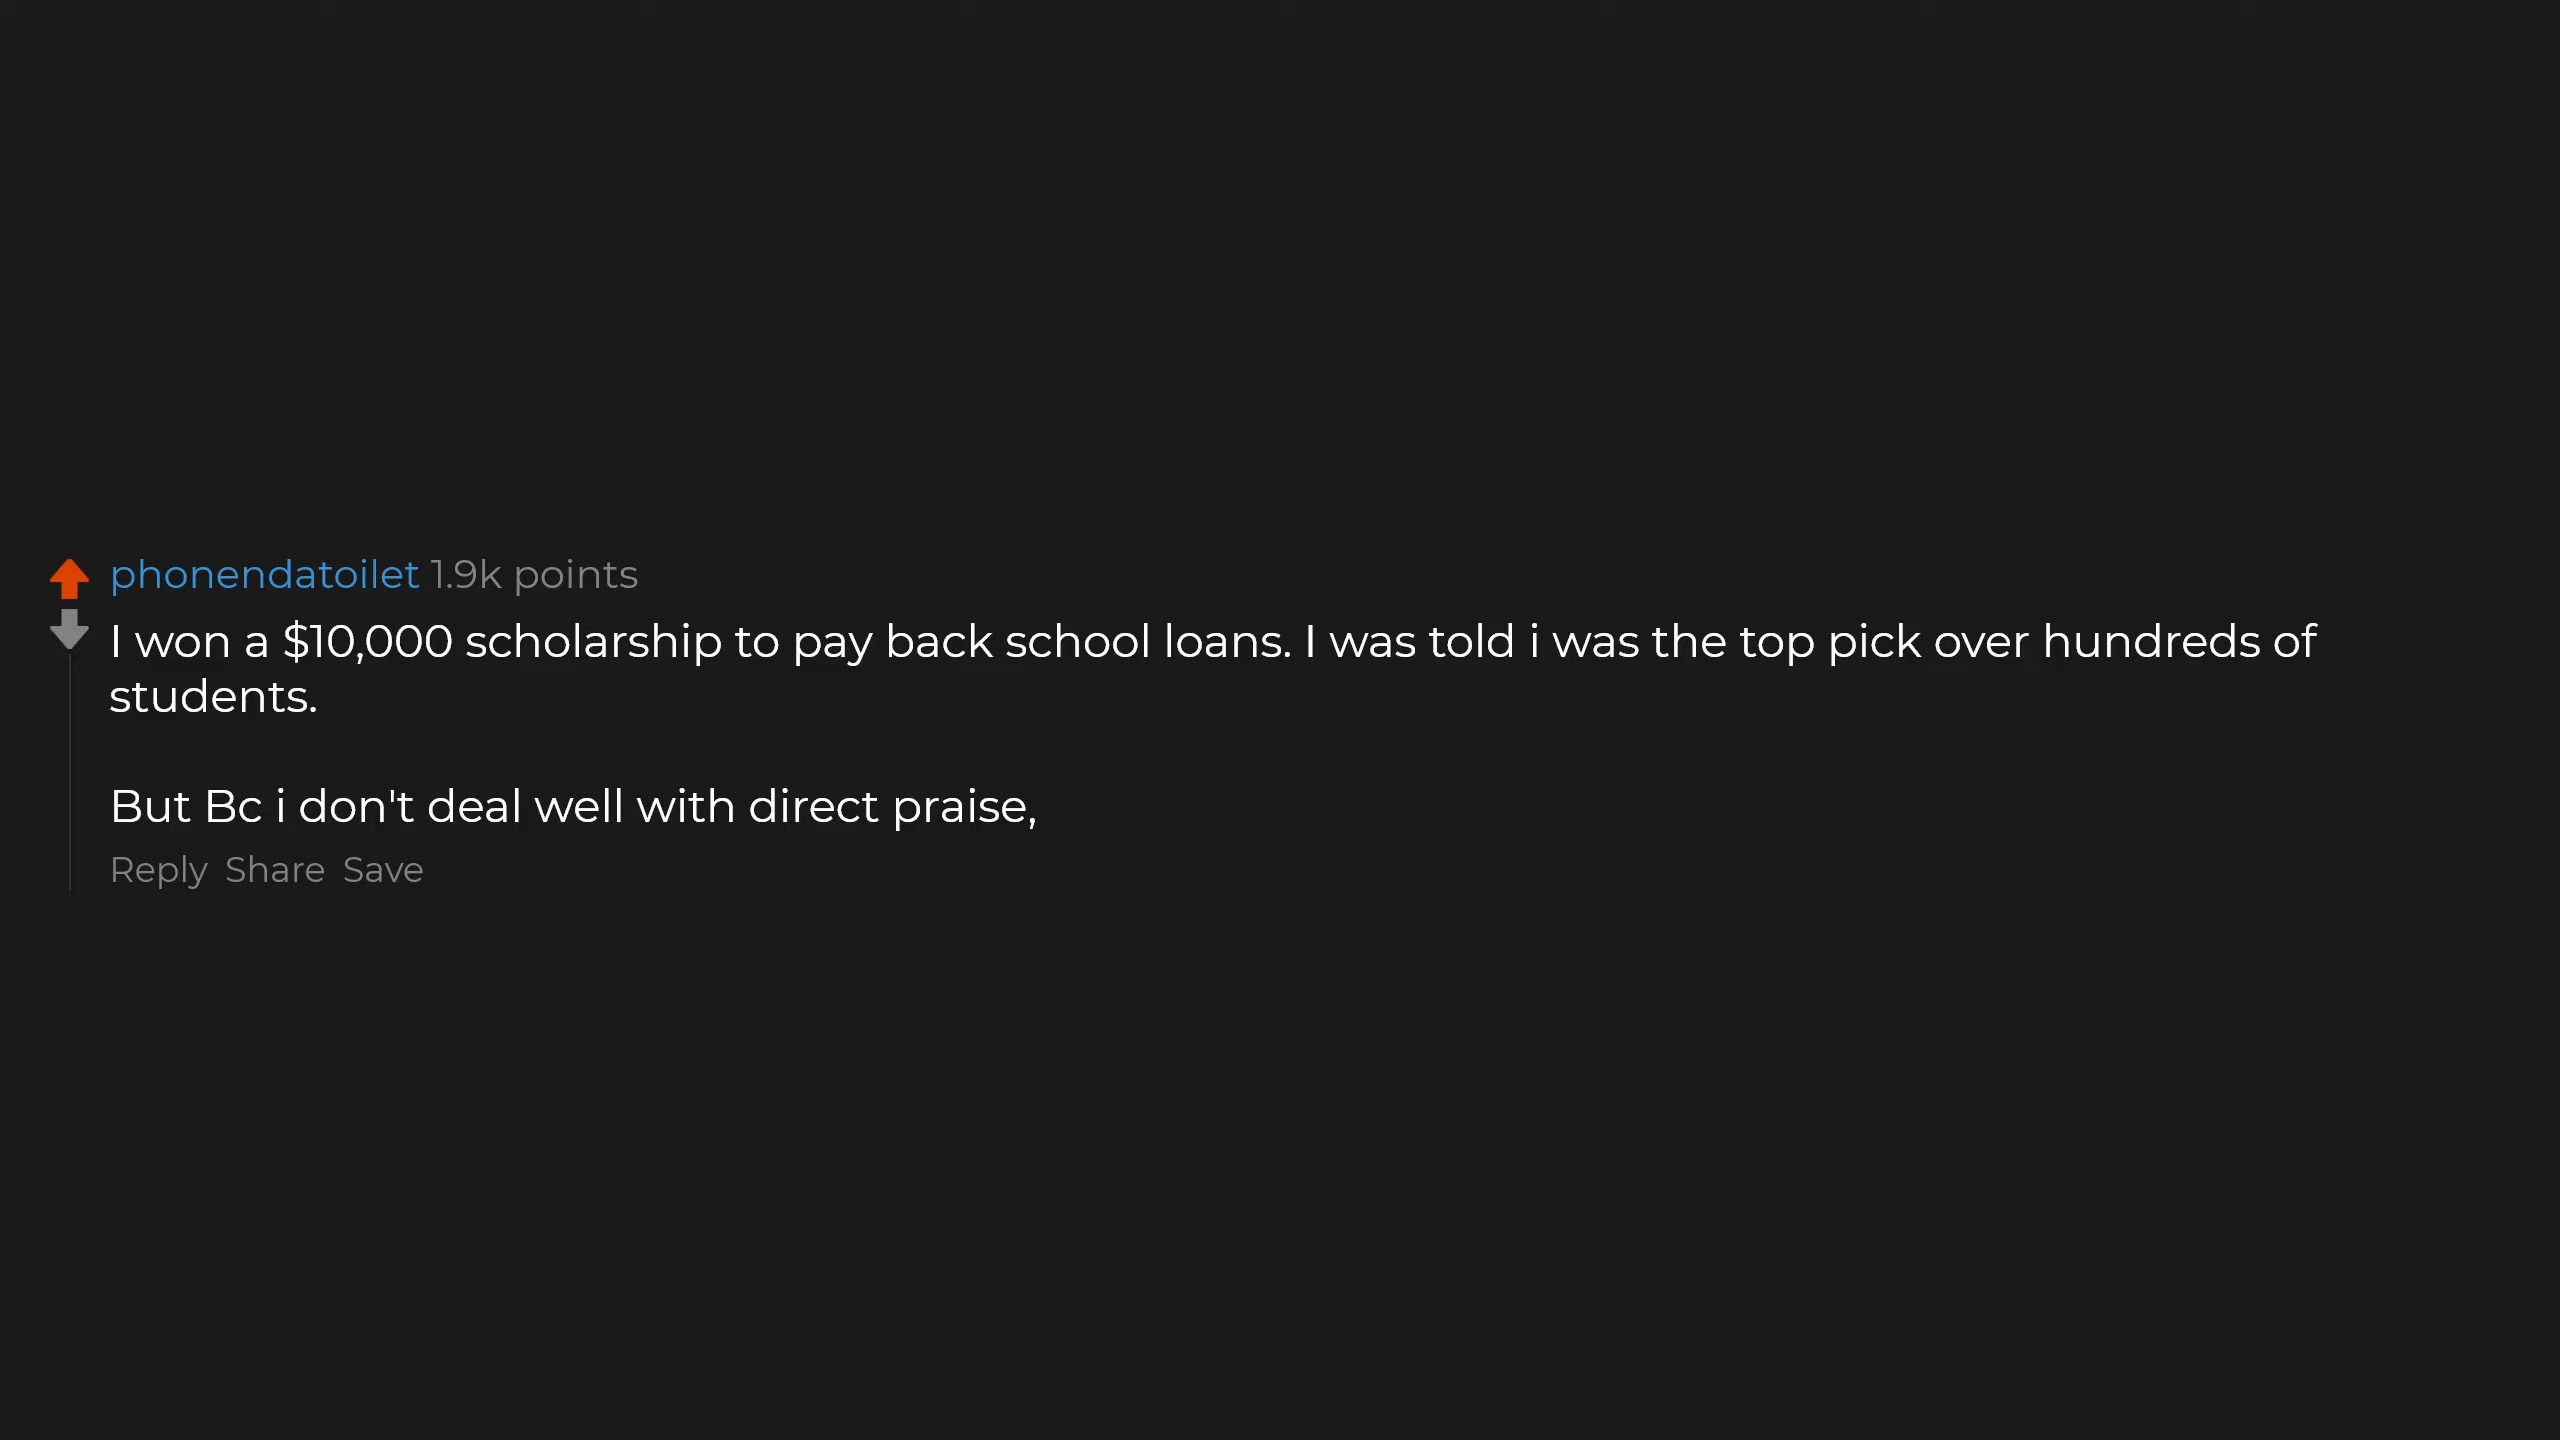 phonendatoilet 1.9k points
I won a $10,000 scholarship to pay back school loans. I was told i was the top pick over hundreds of
students.
But Bc i don't deal well with direct praise,
Reply Share Save